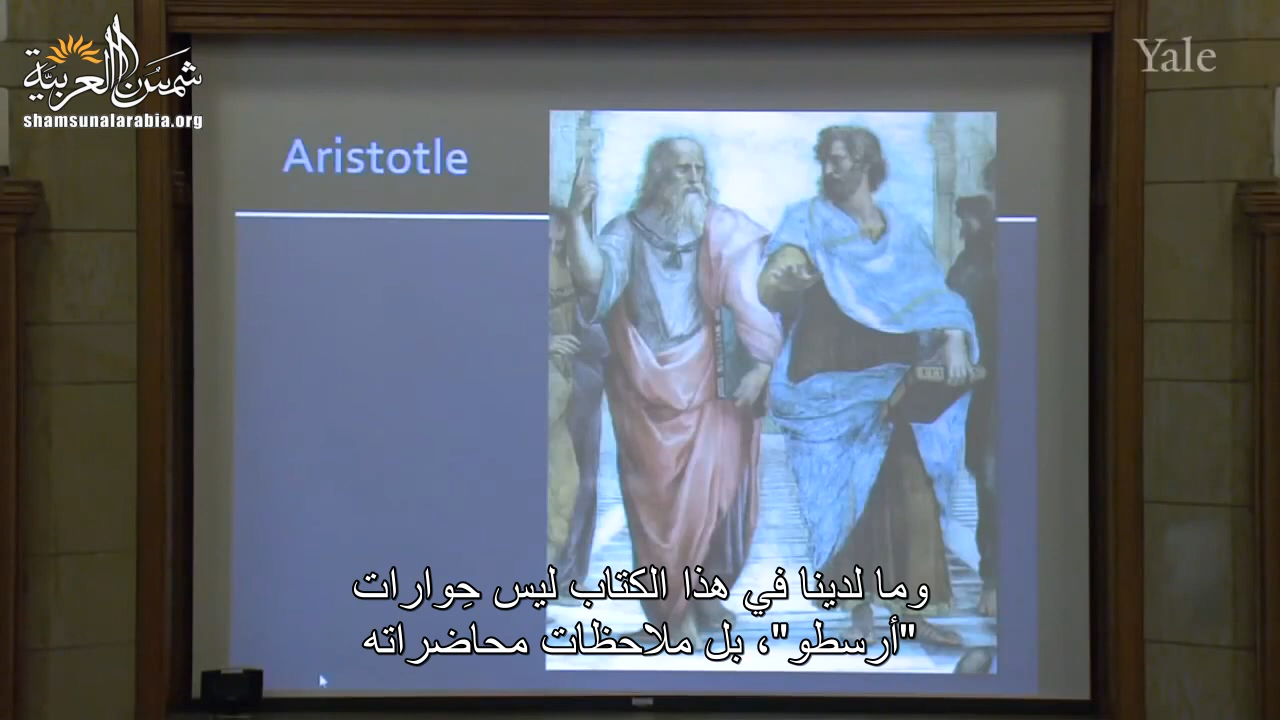 شمس العربية
shamsunalarabia.org
Yale
Aristotle
وما لدينا في هذا الكتاب ليس حِوارات
"أرسطو"، بل ملاحظات محاضراته